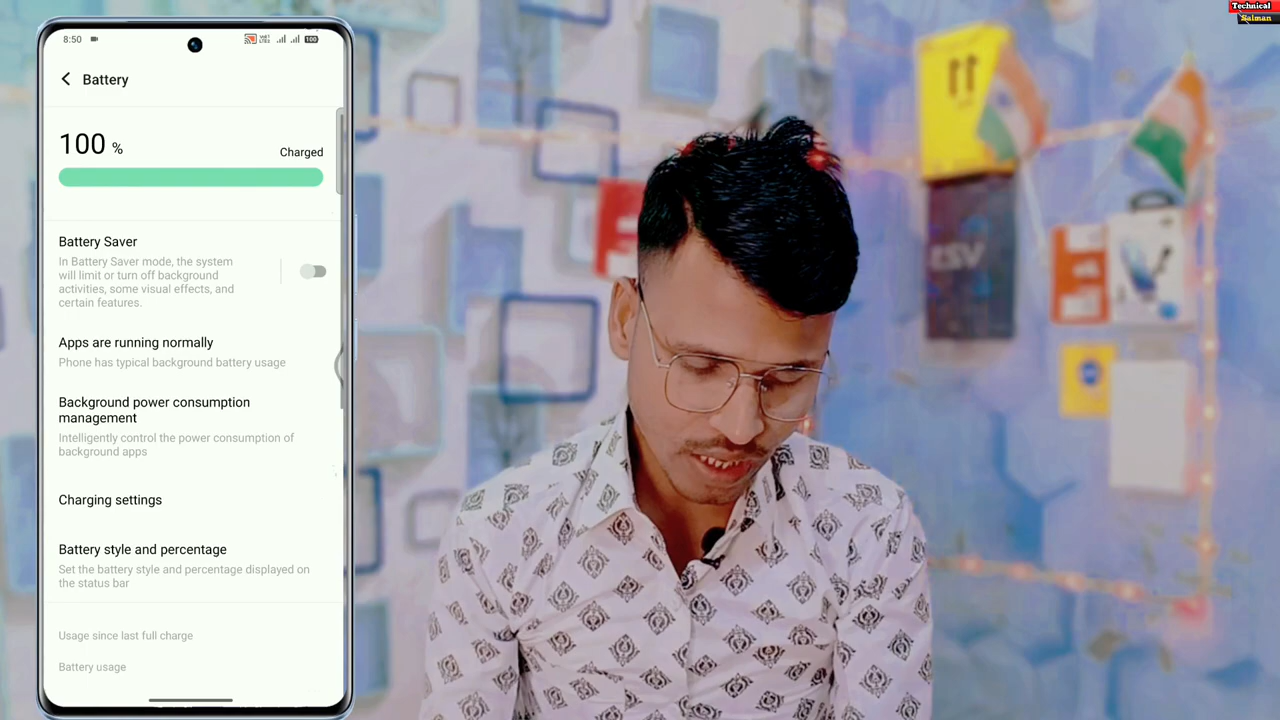 Technical
Salman
8:50
100
Battery
100 %
Charged
Battery Saver
In Battery Saver mode, the system
will limit or turn off background
activities, some visual effects, and
certain features.
Apps are running normally
Phone has typical background battery usage
Background power consumption
management
Intelligently control the power consumption of
background apps
Charging settings
Battery style and percentage
Set the battery style and percentage displayed on
the status bar
Usage since last full charge
Battery usage